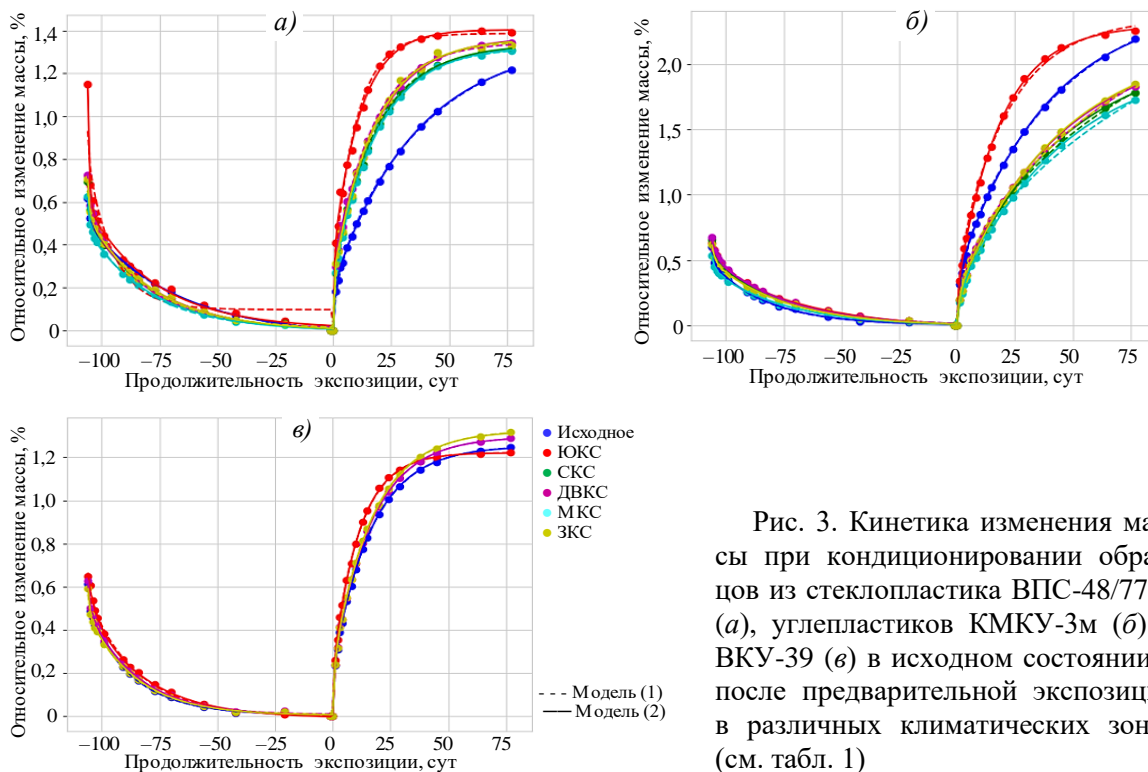 а)
Относительное изменение массы, %
1,4
1,2
1,0
0,8
0,6
0,4
0,2
0
–100 –75 –50 –25 0 25 50 75
Продолжительность экспозиции, сут
б)
Относительное изменение массы, %
2,0
1,5
1,0
0,5
0
–100 –75 –50 –25 0 25 50 75
Продолжительность экспозиции, сут
в)
Относительное изменение массы, %
1,2
1,0
0,8
0,6
0,4
0,2
0
–100 –75 –50 –25 0 25 50 75
Продолжительность экспозиции, сут
Исходное
ЮКС
СКС
ДВКС
МКС
ЗКС
Модель (1)
Модель (2)
Рис. 3. Кинетика изменения ма
сы при кондиционировании обра
цов из стеклопластика ВПС-48/77
(а), углепластиков КМКУ-3м (б)
ВКУ-39 (в) в исходном состоянии
после предварительной экспозиц
в различных климатических зон
(см. табл. 1)